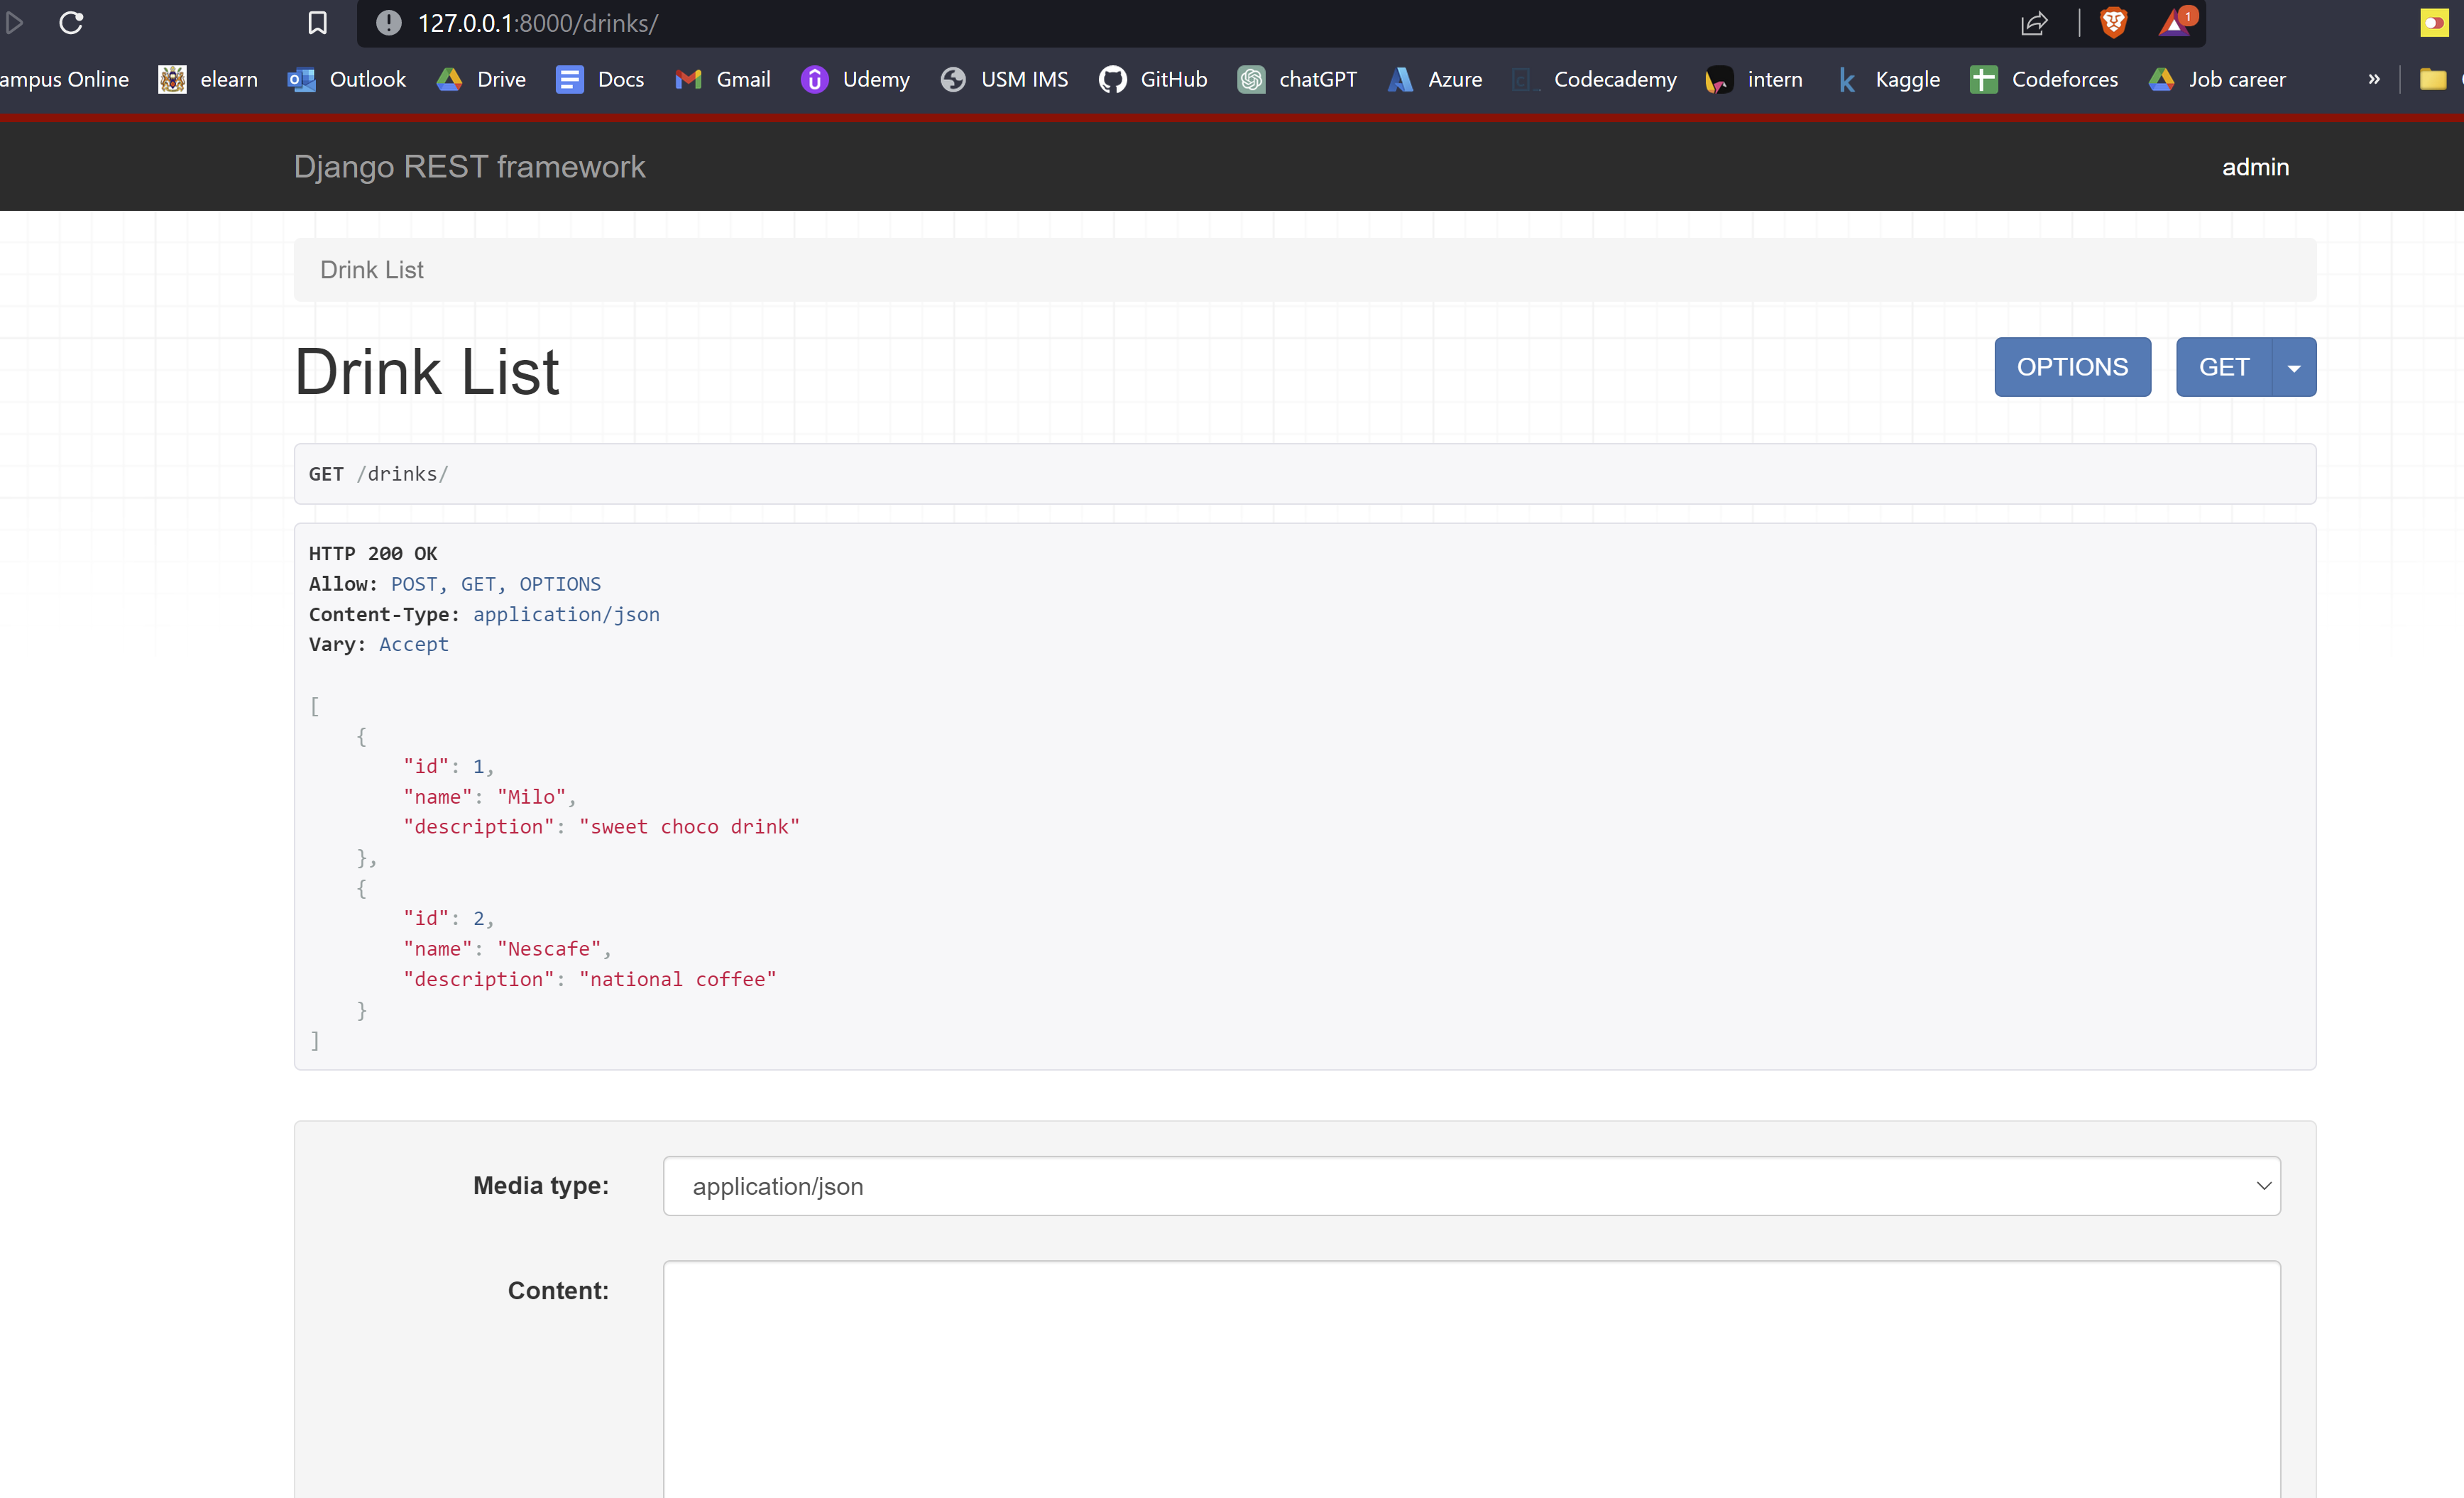 127.0.0.1:8000/drinks/
1
ampus Online elearn Outlook Drive Docs Gmail Udemy USM IMS GitHub chatGPT Azure Codecademy intern Kaggle Codeforces Job career »
Django REST framework admin
Drink List
Drink List OPTIONS GET
GET /drinks/
HTTP 200 OK
Allow: POST, GET, OPTIONS
Content-Type: application/json
Vary: Accept
[
{
"id": 1,
"name": "Milo",
"description": "sweet choco drink"
},
{
"id": 2,
"name": "Nescafe",
"description": "national coffee"
}
]
Media type: application/json
Content: